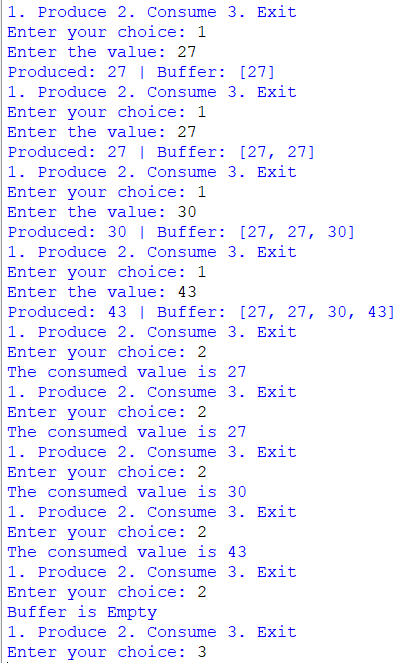 1. Produce 2. Consume 3. Exit
Enter your choice: 1
Enter the value: 27
Produced: 27 | Buffer: [27]
1. Produce 2. Consume 3. Exit
Enter your choice: 1
Enter the value: 27
Produced: 27 | Buffer: [27, 27]
1. Produce 2. Consume 3. Exit
Enter your choice: 1
Enter the value: 30
Produced: 30 | Buffer: [27, 27, 30]
1. Produce 2. Consume 3. Exit
Enter your choice: 1
Enter the value: 43
Produced: 43 | Buffer: [27, 27, 30, 43]
1. Produce 2. Consume 3. Exit
Enter your choice: 2
The consumed value is 27
1. Produce 2. Consume 3. Exit
Enter your choice: 2
The consumed value is 27
1. Produce 2. Consume 3. Exit
Enter your choice: 2
The consumed value is 30
1. Produce 2. Consume 3. Exit
Enter your choice: 2
The consumed value is 43
1. Produce 2. Consume 3. Exit
Enter your choice: 2
Buffer is Empty
1. Produce 2. Consume 3. Exit
Enter your choice: 3